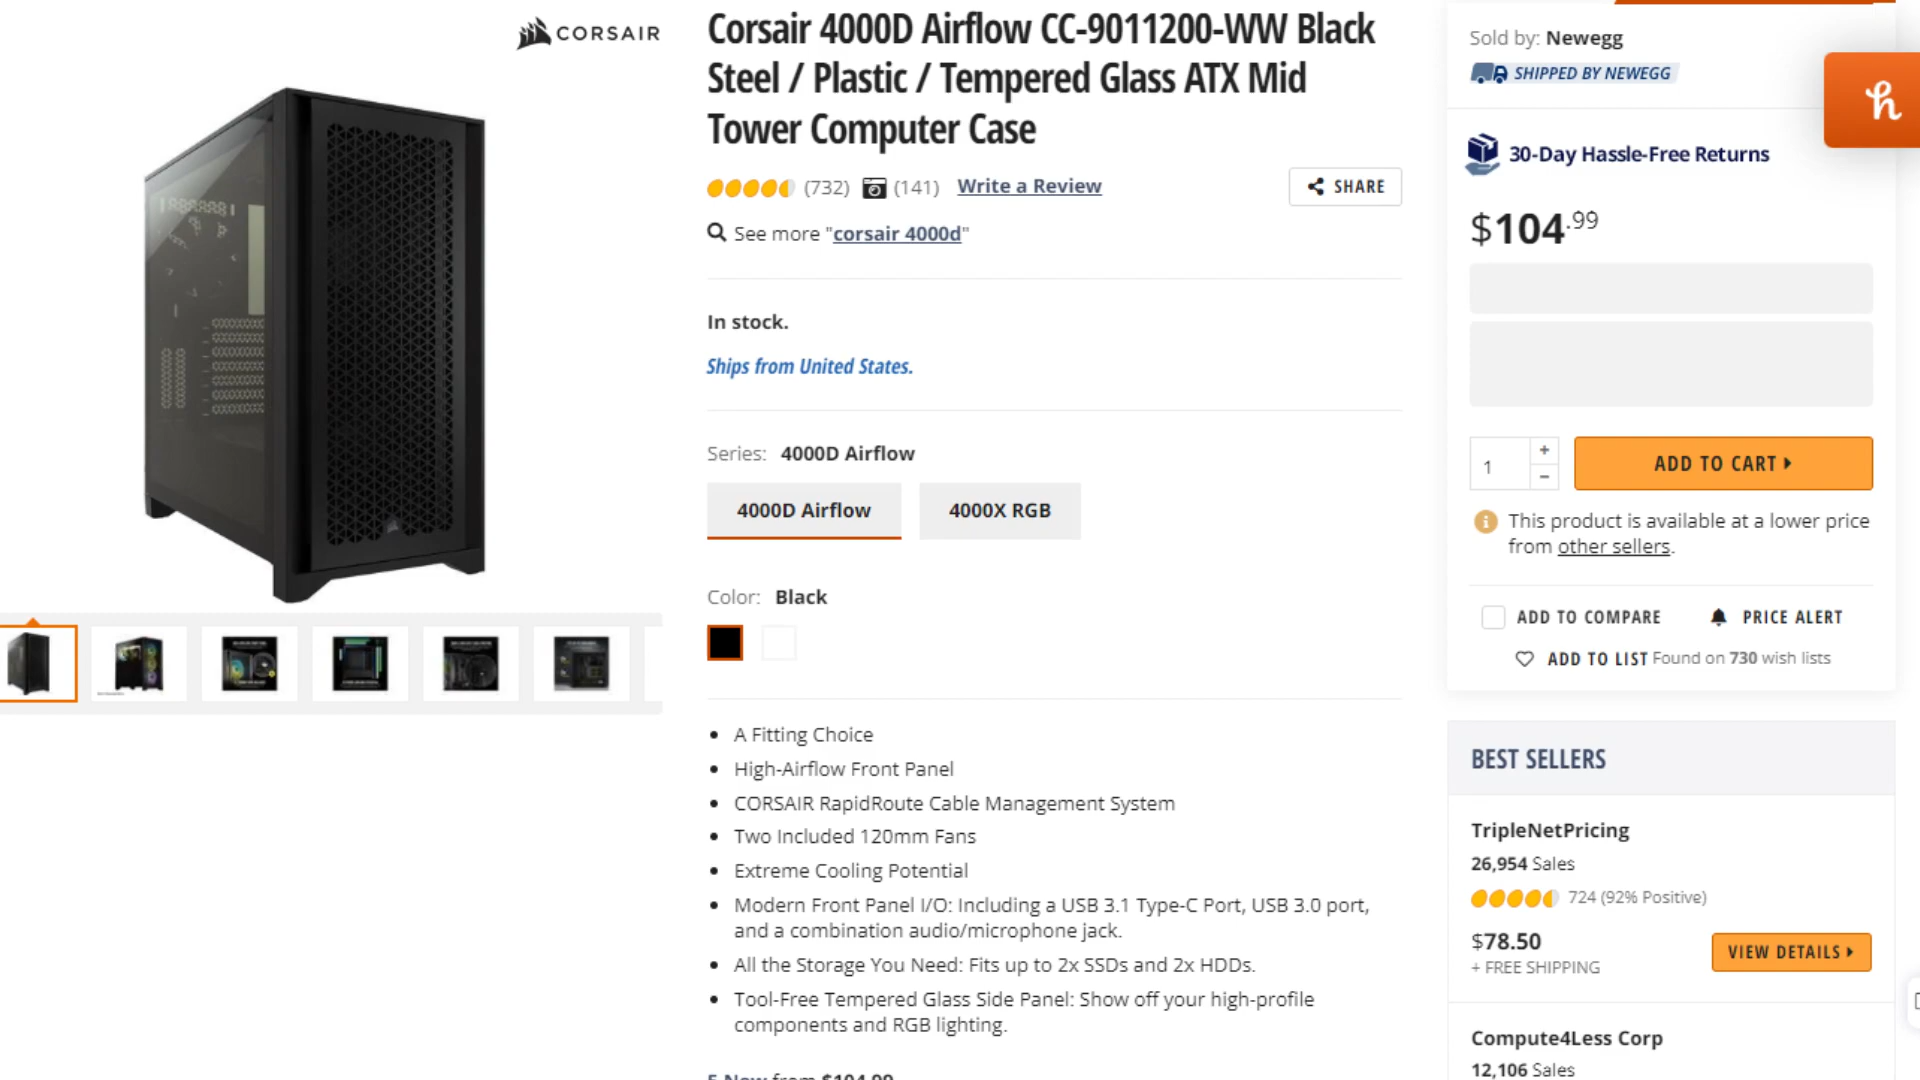 CORSAIR
Corsair 4000D Airflow CC-9011200-WW Black
Steel / Plastic / Tempered Glass ATX Mid
Tower Computer Case
(732) (141) Write a Review
SHARE
See more "corsair 4000d"
In stock.
Ships from United States.
Series: 4000D Airflow
4000D Airflow
4000X RGB
Color: Black
A Fitting Choice
High-Airflow Front Panel
CORSAIR RapidRoute Cable Management System
Two Included 120mm Fans
Extreme Cooling Potential
Modern Front Panel I/O: Including a USB 3.1 Type-C Port, USB 3.0 port,
and a combination audio/microphone jack.
All the Storage You Need: Fits up to 2x SSDs and 2x HDDs.
Tool-Free Tempered Glass Side Panel: Show off your high-profile
components and RGB lighting.
5 New from $104.99
Sold by: Newegg
SHIPPED BY NEWEGG
h
30-Day Hassle-Free Returns
$104.99
1
+
−
ADD TO CART
This product is available at a lower price
from other sellers.
ADD TO COMPARE
PRICE ALERT
ADD TO LIST Found on 730 wish lists
BEST SELLERS
TripleNetPricing
26,954 Sales
724 (92% Positive)
$78.50
+ FREE SHIPPING
VIEW DETAILS
Compute4Less Corp
12,106 Sales